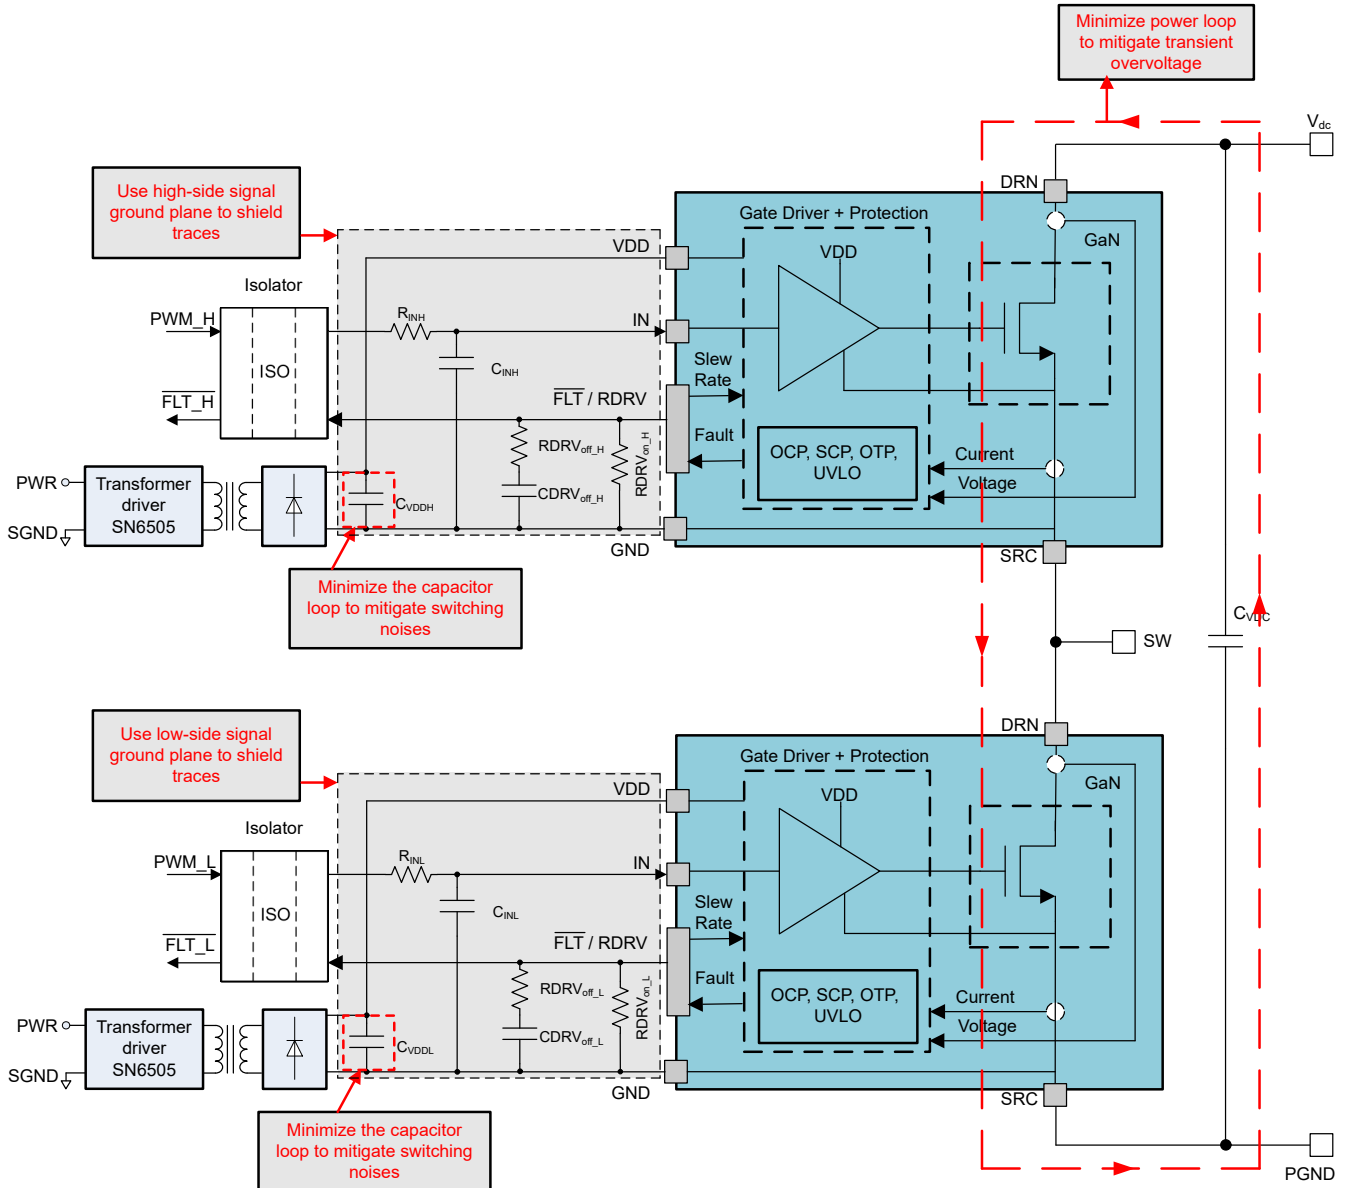 Minimize power loop
to mitigate transient
overvoltage
Vdc
DRN
Use high-side signal
ground plane to shield
traces
Gate Driver + Protection
GaN
VDD
VDD
Isolator
PWM_H
RINH
IN
ISO
CINH
Slew
Rate
FLT_H
FLT / RDRV
Fault
RDRVoff_H
RDRVon_H
OCP, SCP, OTP,
UVLO
Current
Voltage
PWR
Transformer
driver
SN6505
CVDDH
CDRVoff_H
SGND
GND
SRC
Minimize the capacitor
loop to mitigate switching
noises
CVDC
SW
DRN
Use low-side signal
ground plane to shield
traces
Gate Driver + Protection
GaN
VDD
VDD
Isolator
PWM_L
RINL
IN
ISO
CINL
Slew
Rate
FLT_L
FLT / RDRV
Fault
RDRVoff_L
RDRVon_L
OCP, SCP, OTP,
UVLO
Current
Voltage
PWR
Transformer
driver
SN6505
CVDDL
CDRVoff_L
SGND
GND
SRC
Minimize the capacitor
loop to mitigate switching
noises
PGND